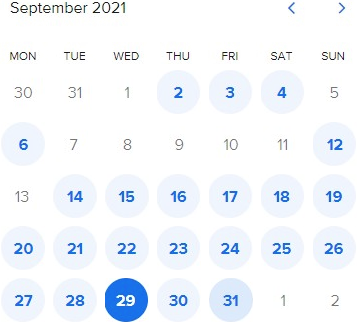 September 2021
MON TUE WED THU FRI SAT SUN
30 31 1 2 3 4 5
6 7 8 9 10 11 12
13 14 15 16 17 18 19
20 21 22 23 24 25 26
27 28 29 30 31 1 2